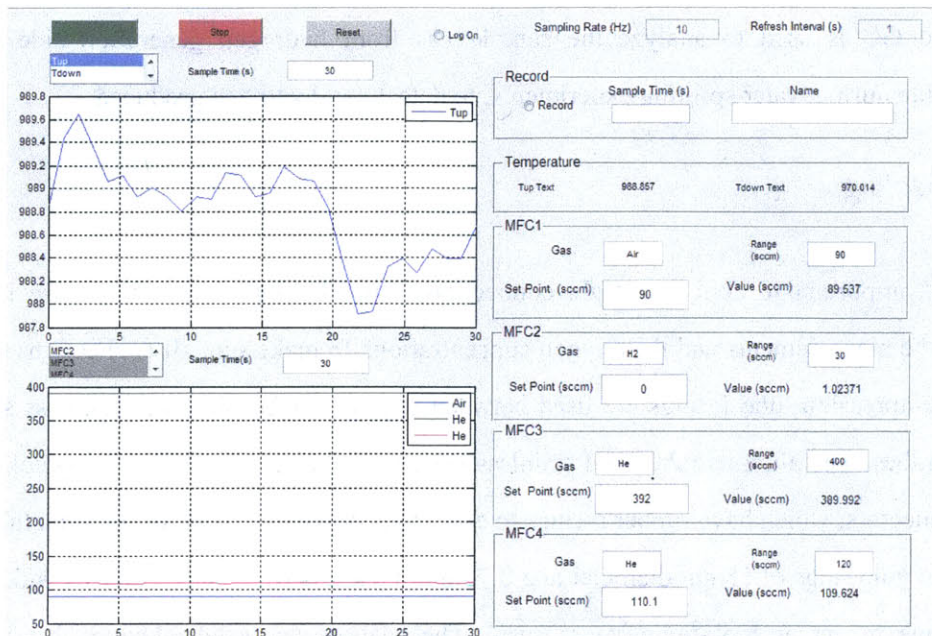 Stop
Reset
Log On
Sampling Rate (Hz) 10
Refresh Interval (s) 1
Tup
Tdown
Sample Time (s) 30
Record
Record
Sample Time (s)
Name
989.8
989.6
989.4
989.2
989
988.8
988.6
988.4
988.2
988
987.8
0 5 10 15 20 25 30
Tup
Temperature
Tup Text 988.857 Tdown Text 970.014
MFC1
Gas Air
Range (sccm) 90
Set Point (sccm) 90
Value (sccm) 89.537
MFC2
MFC3
MFC4
Sample Time(s) 30
400
350
300
250
200
150
100
50
0 5 10 15 20 25 30
Air
He
He
MFC2
Gas H2
Range (sccm) 30
Set Point (sccm) 0
Value (sccm) 1.02371
MFC3
Gas He
Range (sccm) 400
Set Point (sccm) 392
Value (sccm) 389.992
MFC4
Gas He
Range (sccm) 120
Set Point (sccm) 110.1
Value (sccm) 109.624